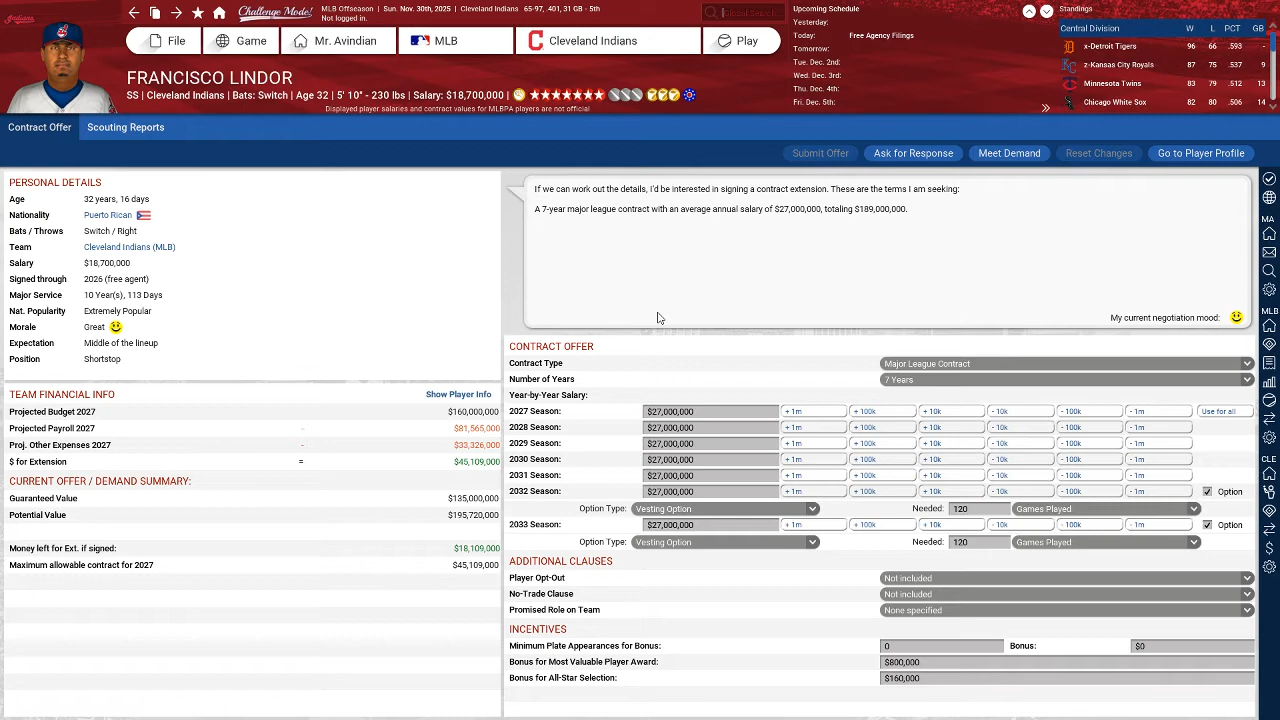 Indians
Challenge Mode!
MLB Offseason | Sun. Nov. 30th, 2025 | Cleveland Indians
65-97, .401, 31 GB - 5th
Not logged in.
Global Search
File
Game
Mr. Avindian
MLB
Cleveland Indians
Play
Upcoming Schedule
Yesterday:
Today: Free Agency Filings
Tomorrow:
Tue. Dec. 2nd:
Wed. Dec. 3rd:
Thu. Dec. 4th:
Fri. Dec. 5th:
Standings
Central Division W L PCT GB
x-Detroit Tigers 96 66 .593 -
z-Kansas City Royals 87 75 .537 9
Minnesota Twins 83 79 .512 13
Chicago White Sox 82 80 .506 14
FRANCISCO LINDOR
SS | Cleveland Indians | Bats: Switch | Age 32 | 5' 10" - 230 lbs | Salary: $18,700,000 |
Displayed player salaries and contract values for MLBPA players are not official
Contract Offer
Scouting Reports
Submit Offer
Ask for Response
Meet Demand
Reset Changes
Go to Player Profile
PERSONAL DETAILS
Age 32 years, 16 days
Nationality Puerto Rican
Bats / Throws Switch / Right
Team Cleveland Indians (MLB)
Salary $18,700,000
Signed through 2026 (free agent)
Major Service 10 Year(s), 113 Days
Nat. Popularity Extremely Popular
Morale Great
Expectation Middle of the lineup
Position Shortstop
TEAM FINANCIAL INFO Show Player Info
Projected Budget 2027 $160,000,000
Projected Payroll 2027 - $81,565,000
Proj. Other Expenses 2027 - $33,326,000
$ for Extension = $45,109,000
CURRENT OFFER / DEMAND SUMMARY:
Guaranteed Value $135,000,000
Potential Value $195,720,000
Money left for Ext. if signed: $18,109,000
Maximum allowable contract for 2027 $45,109,000
If we can work out the details, I'd be interested in signing a contract extension. These are the terms I am seeking:
A 7-year major league contract with an average annual salary of $27,000,000, totaling $189,000,000.
My current negotiation mood:
CONTRACT OFFER
Contract Type Major League Contract
Number of Years 7 Years
Year-by-Year Salary:
2027 Season: $27,000,000 + 1m + 100k + 10k - 10k - 100k - 1m Use for all
2028 Season: $27,000,000 + 1m + 100k + 10k - 10k - 100k - 1m
2029 Season: $27,000,000 + 1m + 100k + 10k - 10k - 100k - 1m
2030 Season: $27,000,000 + 1m + 100k + 10k - 10k - 100k - 1m
2031 Season: $27,000,000 + 1m + 100k + 10k - 10k - 100k - 1m
2032 Season: $27,000,000 + 1m + 100k + 10k - 10k - 100k - 1m Option
Option Type: Vesting Option Needed: 120 Games Played
2033 Season: $27,000,000 + 1m + 100k + 10k - 10k - 100k - 1m Option
Option Type: Vesting Option Needed: 120 Games Played
ADDITIONAL CLAUSES
Player Opt-Out Not included
No-Trade Clause Not included
Promised Role on Team None specified
INCENTIVES
Minimum Plate Appearances for Bonus: 0 Bonus: $0
Bonus for Most Valuable Player Award: $800,000
Bonus for All-Star Selection: $160,000
MA
MLB
CLE